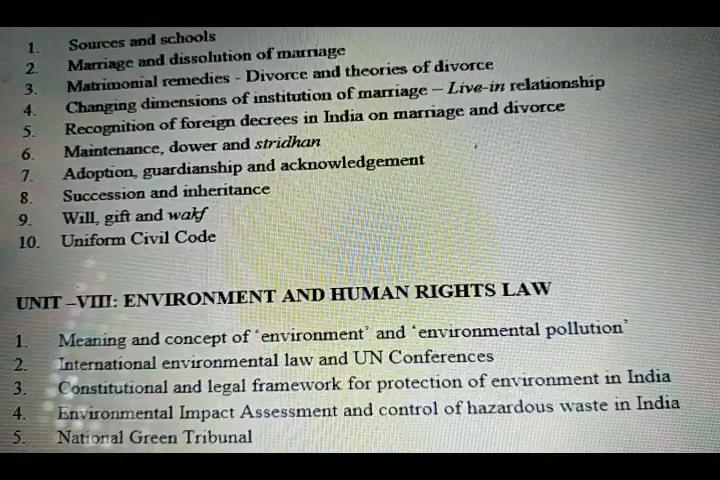 1. Sources and schools
2. Marriage and dissolution of marriage
3. Matrimonial remedies - Divorce and theories of divorce
4. Changing dimensions of institution of marriage – Live-in relationship
5. Recognition of foreign decrees in India on marriage and divorce
6. Maintenance, dower and stridhan
7. Adoption, guardianship and acknowledgement
8. Succession and inheritance
9. Will, gift and wakf
10. Uniform Civil Code
UNIT –VIII: ENVIRONMENT AND HUMAN RIGHTS LAW
1. Meaning and concept of ‘environment’ and ‘environmental pollution’
2. International environmental law and UN Conferences
3. Constitutional and legal framework for protection of environment in India
4. Environmental Impact Assessment and control of hazardous waste in India
5. National Green Tribunal